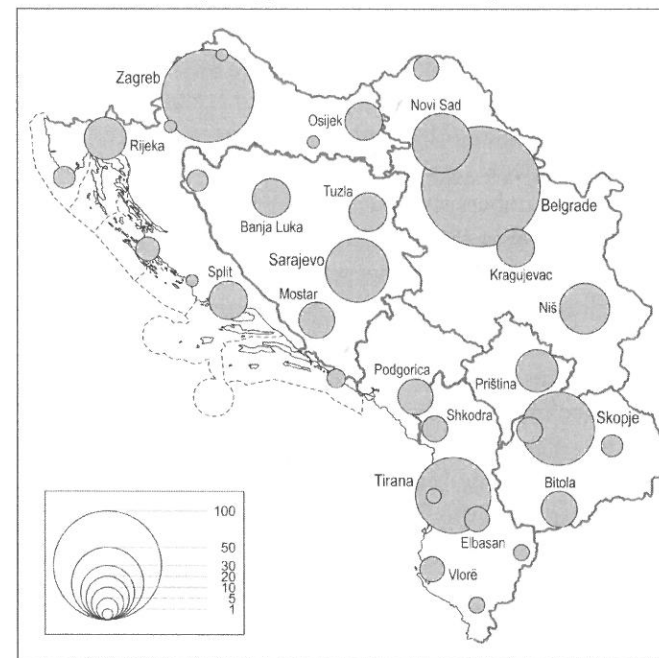 Zagreb
Novi Sad
Osijek
Rijeka
Tuzla
Belgrade
Banja Luka
Sarajevo
Kragujevac
Split
Mostar
Niš
Podgorica
Priština
Shkodra
Skopje
Tirana
Bitola
Elbasan
Vlorë
100
50
30
20
10
5
1